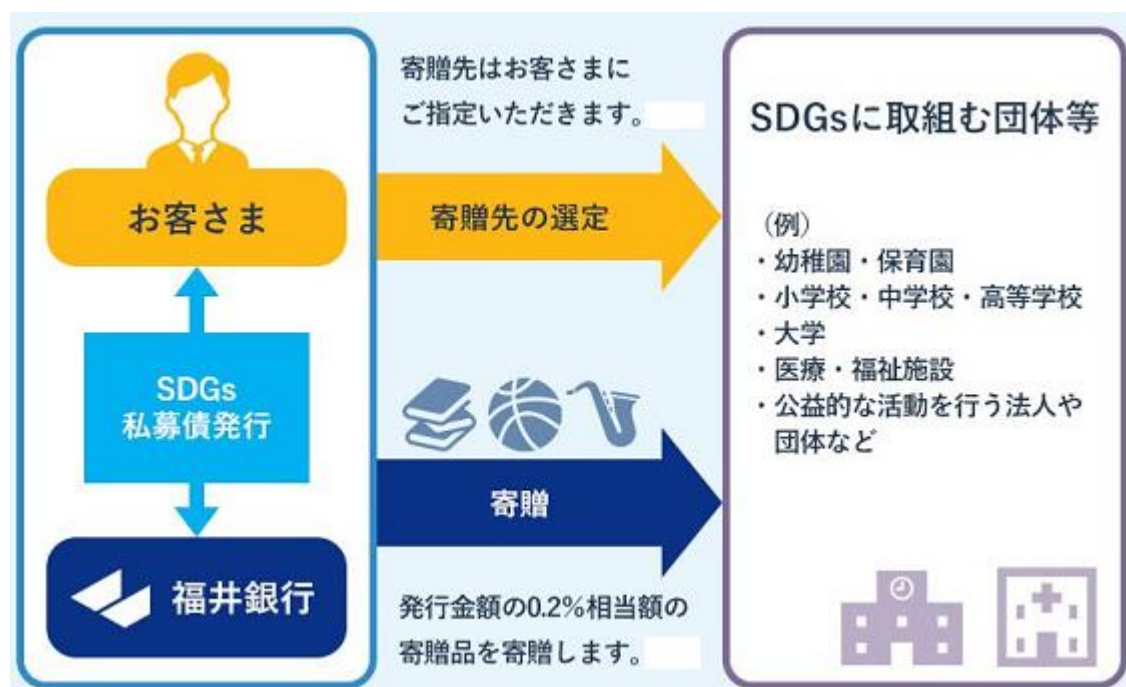 お客さま
SDGs
私募債発行
福井銀行
寄贈先はお客さまに
ご指定いただきます。
寄贈先の選定
寄贈
発行金額の0.2%相当額の
寄贈品を寄贈します。
SDGsに取組む団体等
（例）
・幼稚園・保育園
・小学校・中学校・高等学校
・大学
・医療・福祉施設
・公益的な活動を行う法人や
団体など